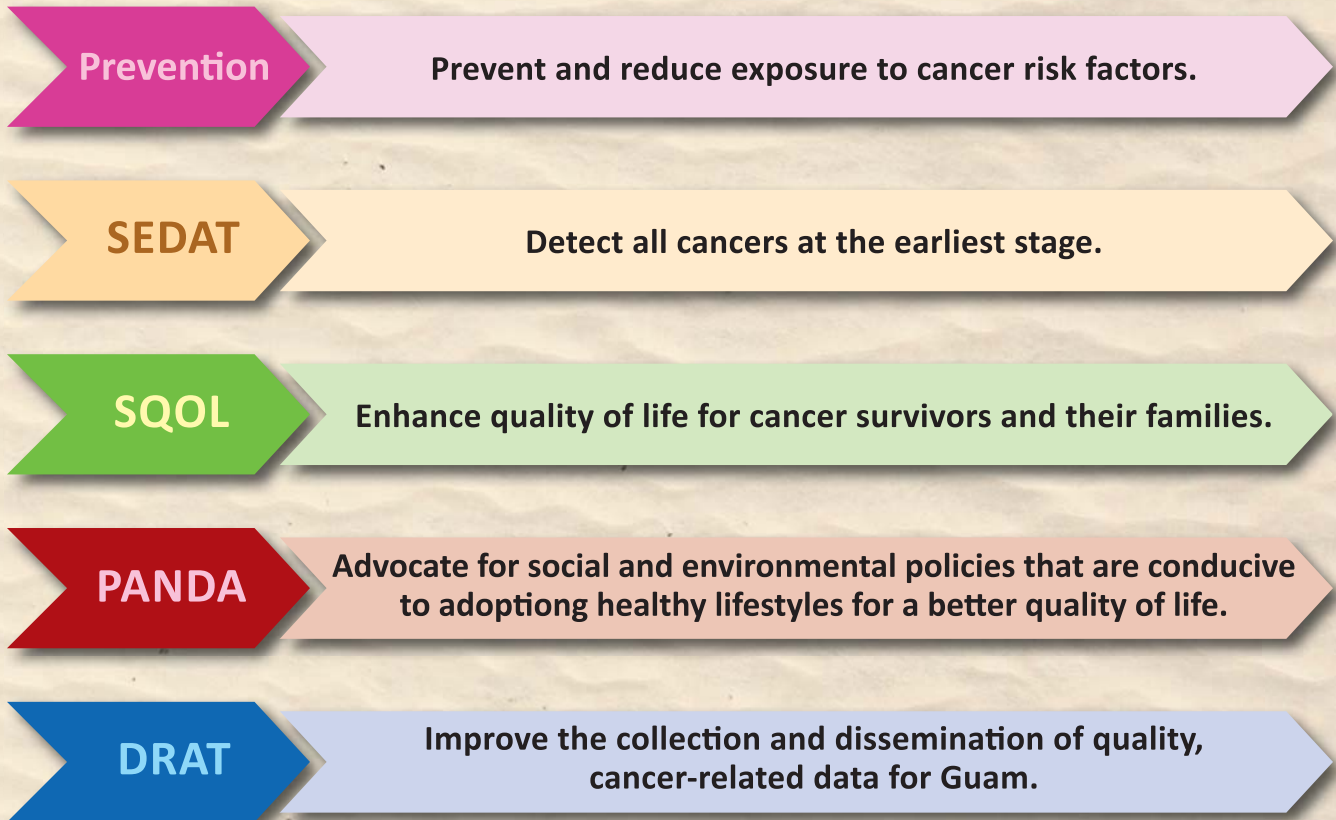 Prevention
Prevent and reduce exposure to cancer risk factors.
SEDAT
Detect all cancers at the earliest stage.
SQOL
Enhance quality of life for cancer survivors and their families.
PANDA
Advocate for social and environmental policies that are conducive
to adoptiong healthy lifestyles for a better quality of life.
DRAT
Improve the collection and dissemination of quality,
cancer-related data for Guam.